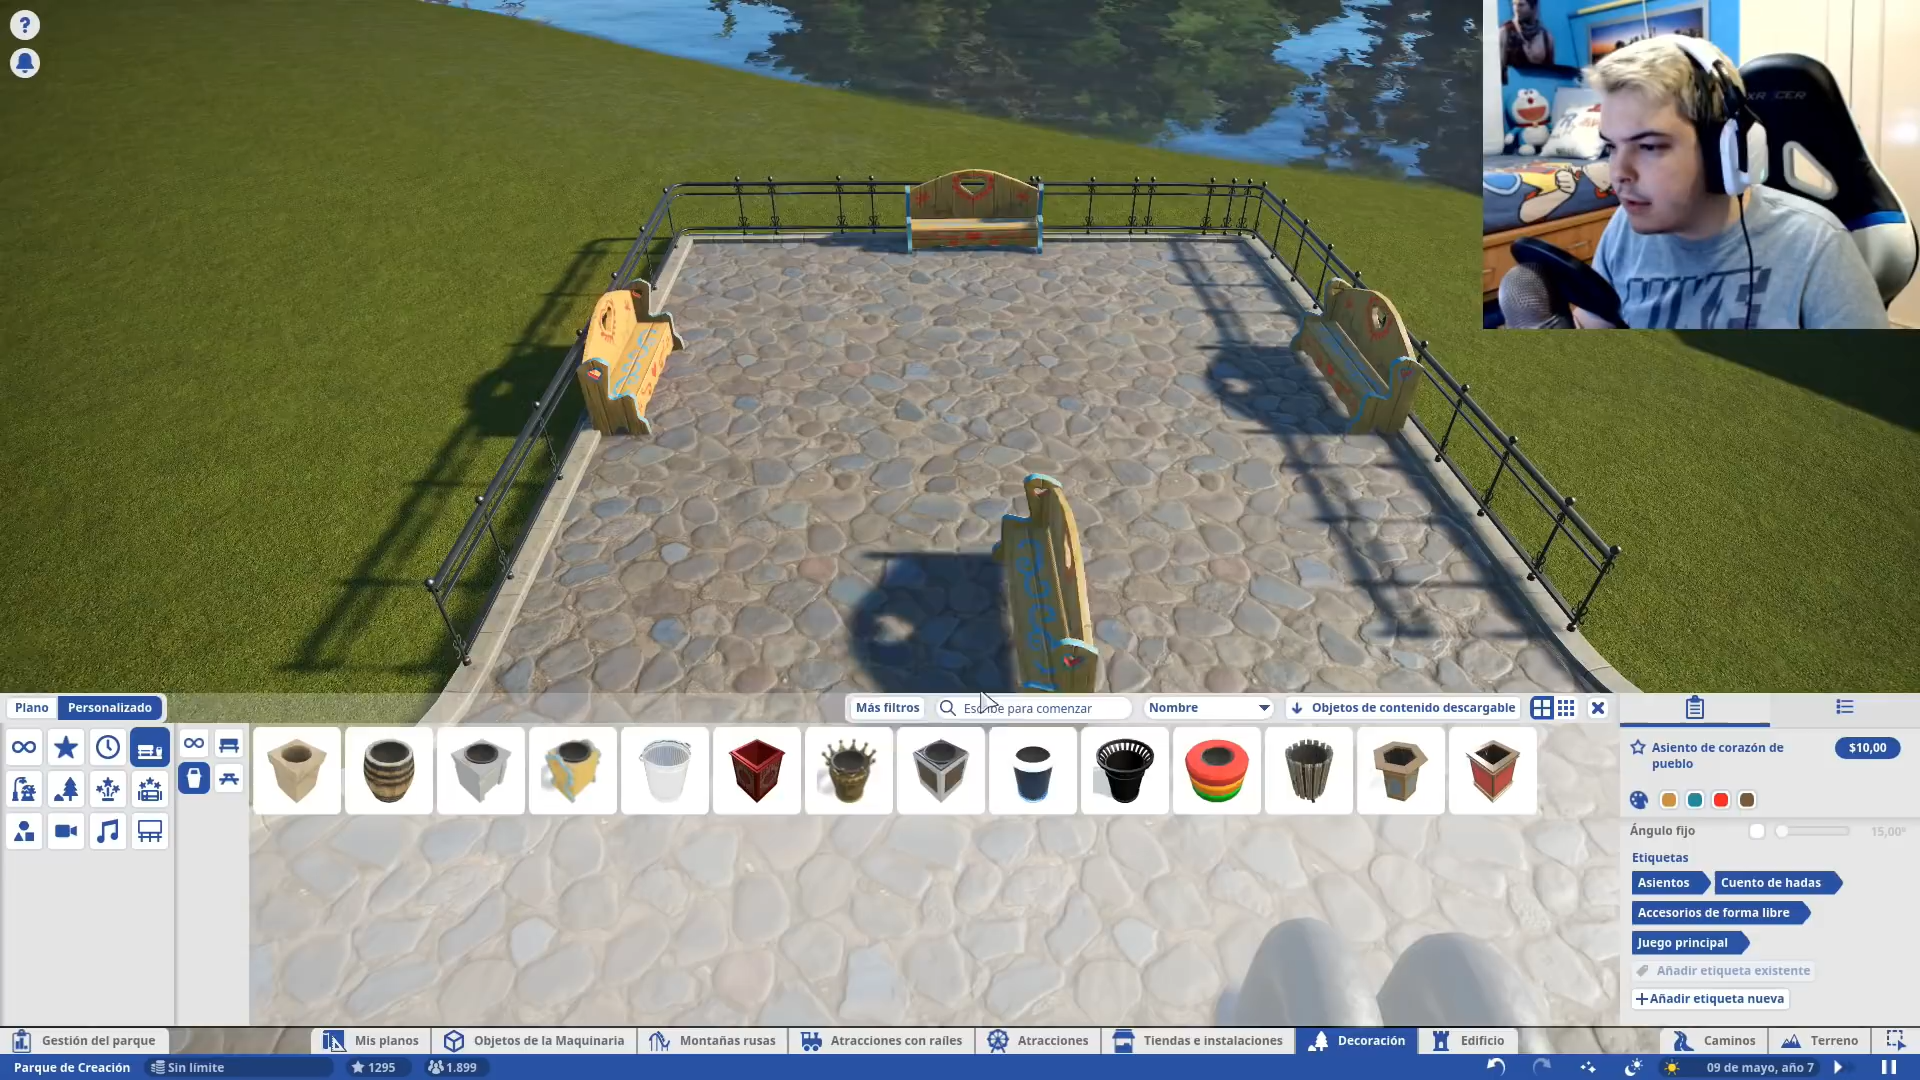 ?
XRACER
NIKE
Plano
Personalizado
Más filtros
Escribe para comenzar
Nombre
Objetos de contenido descargable
Asiento de corazón de pueblo
$10,00
Ángulo fijo
15,00°
Etiquetas
Asientos
Cuento de hadas
Accesorios de forma libre
Juego principal
Añadir etiqueta existente
+Añadir etiqueta nueva
Gestión del parque
Mis planos
Objetos de la Maquinaria
Montañas rusas
Atracciones con raíles
Atracciones
Tiendas e instalaciones
Decoración
Edificio
Caminos
Terreno
Parque de Creación
Sin límite
1295
1.899
09 de mayo, año 7